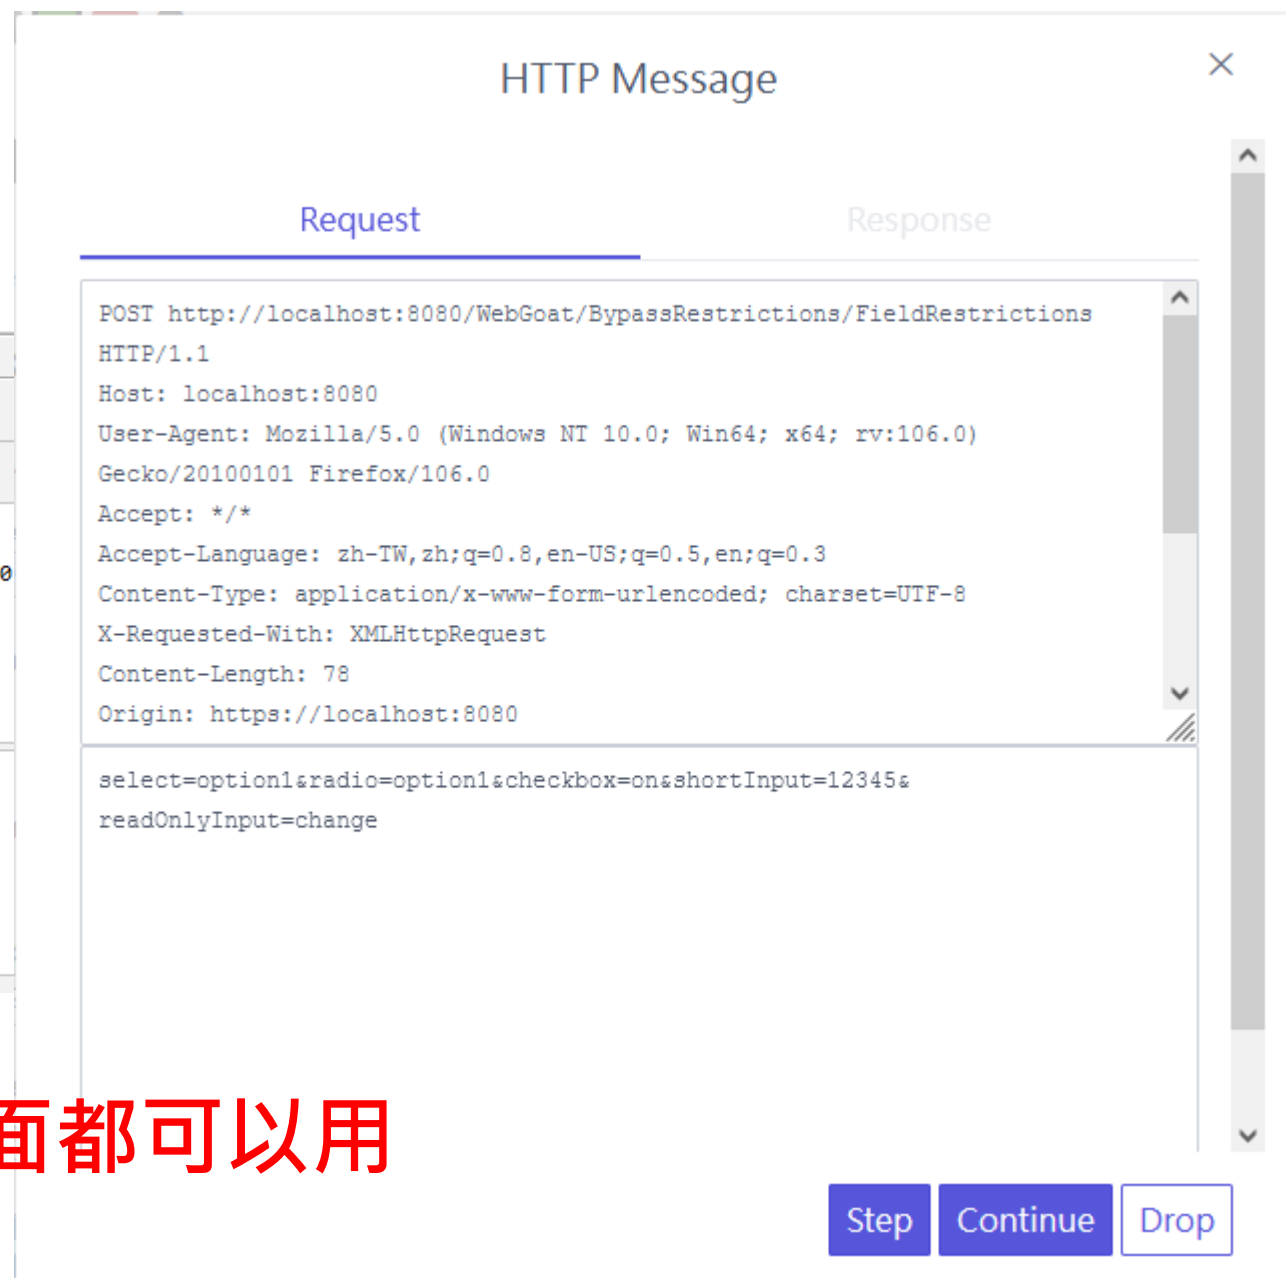 HTTP Message
Request
Response
POST http://localhost:8080/WebGoat/BypassRestrictions/FieldRestrictions
HTTP/1.1
Host: localhost:8080
User-Agent: Mozilla/5.0 (Windows NT 10.0; Win64; x64; rv:106.0)
Gecko/20100101 Firefox/106.0
Accept: */*
Accept-Language: zh-TW,zh;q=0.8,en-US;q=0.5,en;q=0.3
Content-Type: application/x-www-form-urlencoded; charset=UTF-8
X-Requested-With: XMLHttpRequest
Content-Length: 78
Origin: https://localhost:8080
select=option1&radio=option1&checkbox=on&shortInput=12345&
readOnlyInput=change
面都可以用
Step
Continue
Drop